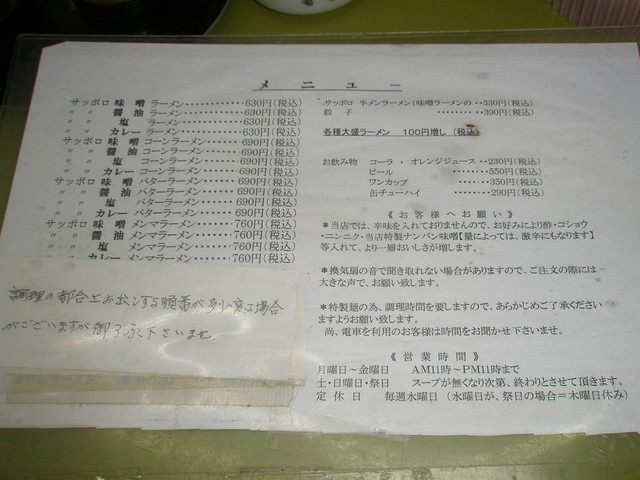 メニュー
サッポロ 味 噌 ラーメン・・・・・・・・・・・630円(税込)
〃 〃 醤 油 ラーメン・・・・・・・・・・・630円(税込)
〃 〃 塩 ラーメン・・・・・・・・・・・630円(税込)
〃 〃 カレー ラーメン・・・・・・・・・・・630円(税込)
サッポロ 味 噌 コーンラーメン・・・・・・・・690円(税込)
〃 〃 醤 油 コーンラーメン・・・・・・・・690円(税込)
〃 〃 塩 コーンラーメン・・・・・・・・690円(税込)
〃 〃 カレー コーンラーメン・・・・・・・・690円(税込)
サッポロ 味 噌 バターラーメン・・・・・・・・690円(税込)
〃 〃 醤 油 バターラーメン・・・・・・・・690円(税込)
〃 〃 塩 バターラーメン・・・・・・・・690円(税込)
〃 〃 カレー バターラーメン・・・・・・・・690円(税込)
サッポロ 味 噌 メンマラーメン・・・・・・・・760円(税込)
〃 〃 醤 油 メンマラーメン・・・・・・・・760円(税込)
〃 〃 塩 メンマラーメン・・・・・・・・760円(税込)
〃 〃 カレー メンマラーメン・・・・・・・・760円(税込)
調理の都合上お出しする順番が多少変る場合
がございますが御了承下さいませ
サッポロ 半メンラーメン(味噌ラーメンの・・530円(税込)
餃 子・・・・・・・・・・390円(税込)
各種大盛ラーメン 100円増し (税込)
お飲み物 コーラ ・ オレンジジュース・・230円(税込)
ビール・・・・・・・・・・550円(税込)
ワンカップ・・・・・・・・350円(税込)
缶チューハイ・・・・・・・290円(税込)
《 お 客 様 へ お 願 い 》
*当店では、辛味を入れておりませんので、お好みにより酢・コショウ
・ニンニク・当店特製ナンバン味噌【量によっては、激辛にもなります】
等入れて、より一層おいしさが増します。
*換気扇の音で聞き取れない場合がありますので、ご注文の際には
大きな声で、お願い致します。
*特製麺の為、調理時間を要しますので、あらかじめご了承ください
ますようお願い致します。
尚、電車を利用のお客様は時間をお聞かせ下さいませ。
《 営 業 時 間 》
月曜日～金曜日 AM11時～PM11時まで
土・日曜日・祭日 スープが無くなり次第、終わりとさせて頂きます。
定 休 日 毎週水曜日 (水曜日が、祭日の場合=木曜日休み)